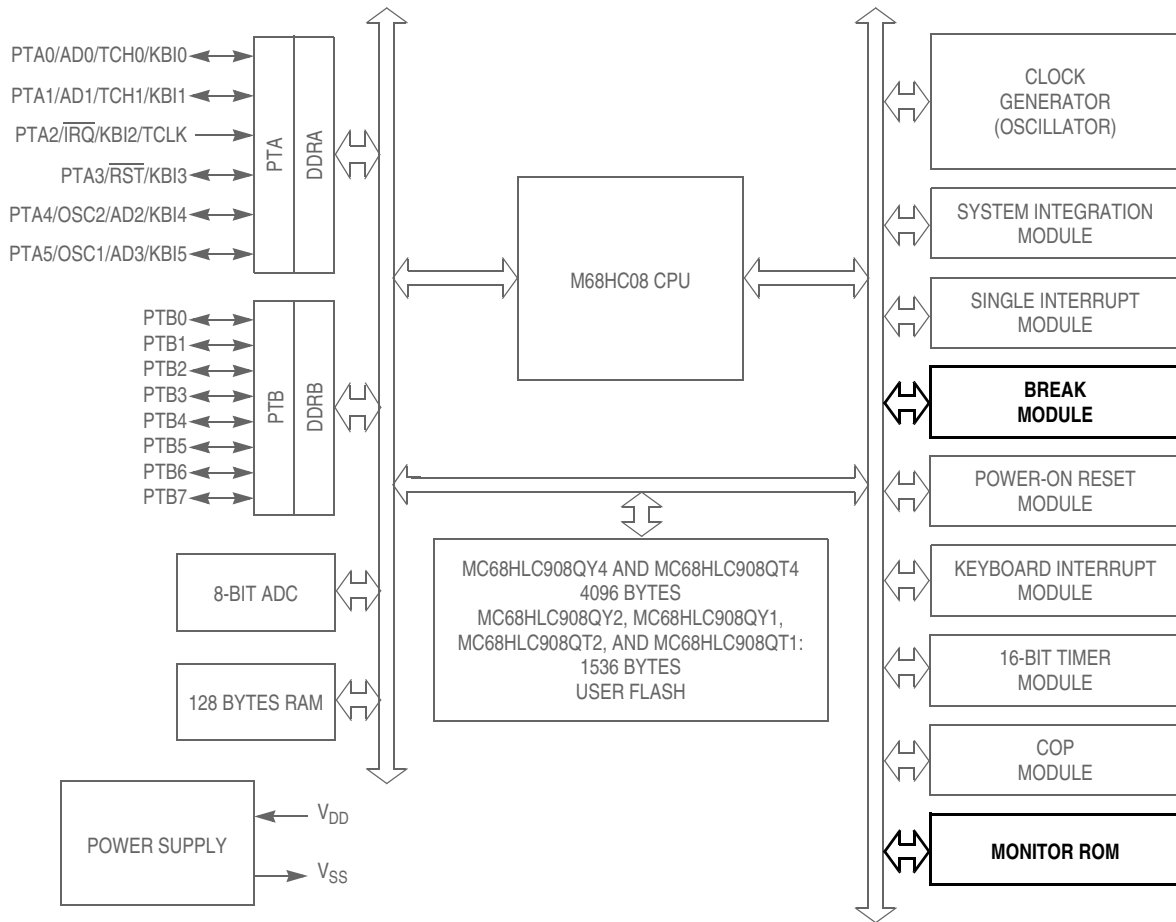 PTA0/AD0/TCH0/KBI0
PTA1/AD1/TCH1/KBI1
PTA2/IRQ/KBI2/TCLK
PTA3/RST/KBI3
PTA4/OSC2/AD2/KBI4
PTA5/OSC1/AD3/KBI5
PTA
DDRA
PTB0
PTB1
PTB2
PTB3
PTB4
PTB5
PTB6
PTB7
PTB
DDRB
8-BIT ADC
128 BYTES RAM
POWER SUPPLY
VDD
VSS
M68HC08 CPU
MC68HLC908QY4 AND MC68HLC908QT4
4096 BYTES
MC68HLC908QY2, MC68HLC908QY1,
MC68HLC908QT2, AND MC68HLC908QT1:
1536 BYTES
USER FLASH
CLOCK
GENERATOR
(OSCILLATOR)
SYSTEM INTEGRATION
MODULE
SINGLE INTERRUPT
MODULE
BREAK
MODULE
POWER-ON RESET
MODULE
KEYBOARD INTERRUPT
MODULE
16-BIT TIMER
MODULE
COP
MODULE
MONITOR ROM